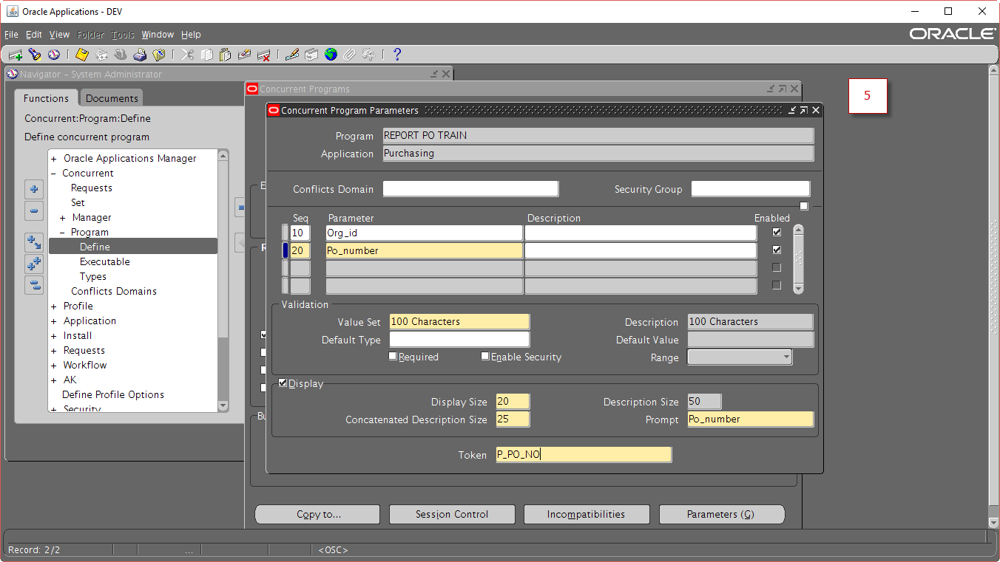 Oracle Applications - DEV
File Edit View Folder Tools Window Help
ORACLE
Navigator – System Administrator
Functions
Documents
Concurrent:Program:Define
Define concurrent program
+ Oracle Applications Manager
– Concurrent
Requests
Set
+ Manager
– Program
Define
Executable
Types
Conflicts Domains
+ Profile
+ Application
+ Install
+ Requests
+ Workflow
+ AK
Define Profile Options
+ Security
Concurrent Programs
5
Concurrent Program Parameters
Program REPORT PO TRAIN
Application Purchasing
Conflicts Domain
Security Group
Seq Parameter Description Enabled
10 Org_id
20 Po_number
Validation
Value Set 100 Characters Description 100 Characters
Default Type Default Value
Required Enable Security Range
Display
Display Size 20 Description Size 50
Concatenated Description Size 25 Prompt Po_number
Token P_PO_NO
Copy to...
Session Control
Incompatibilities
Parameters (G)
Record: 2/2 ... <OSC>